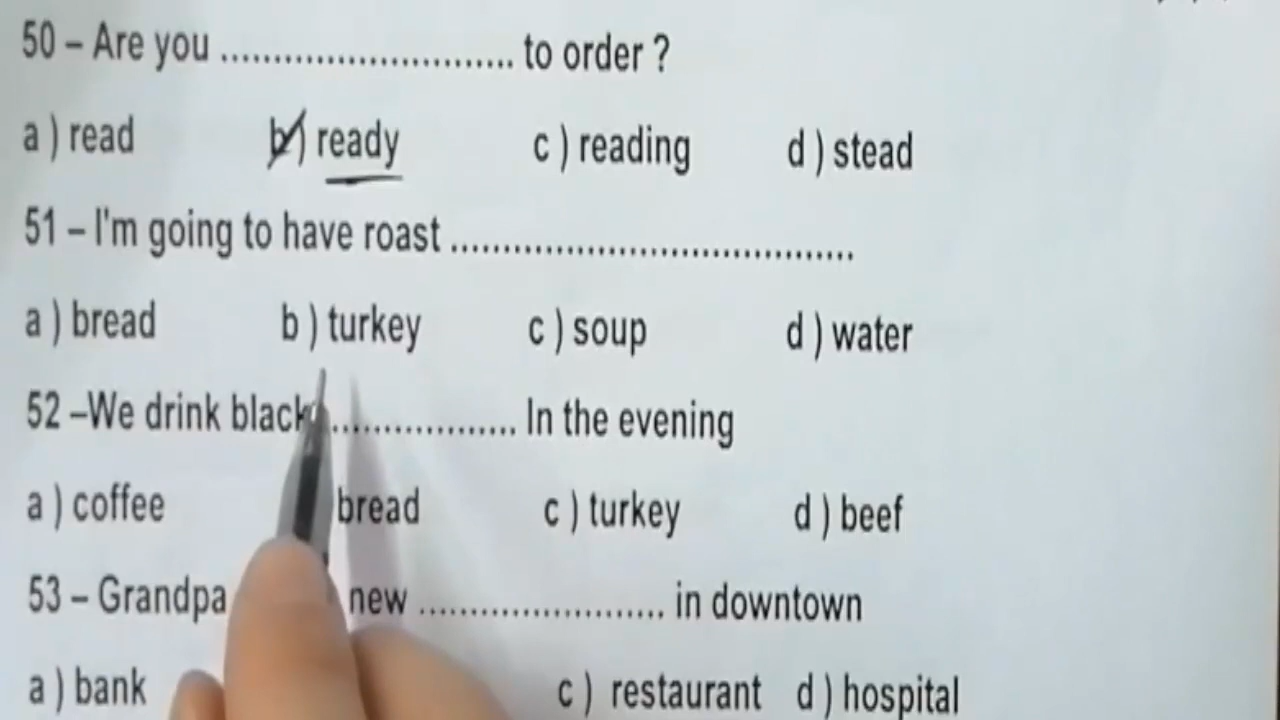 50 – Are you ............................ to order ?
a ) read b ) ready c ) reading d ) stead
51 – I'm going to have roast .......................................
a ) bread b ) turkey c ) soup d ) water
52 –We drink black .................. In the evening
a ) coffee bread c ) turkey d ) beef
53 – Grandpa new ........................ in downtown
a ) bank c ) restaurant d ) hospital